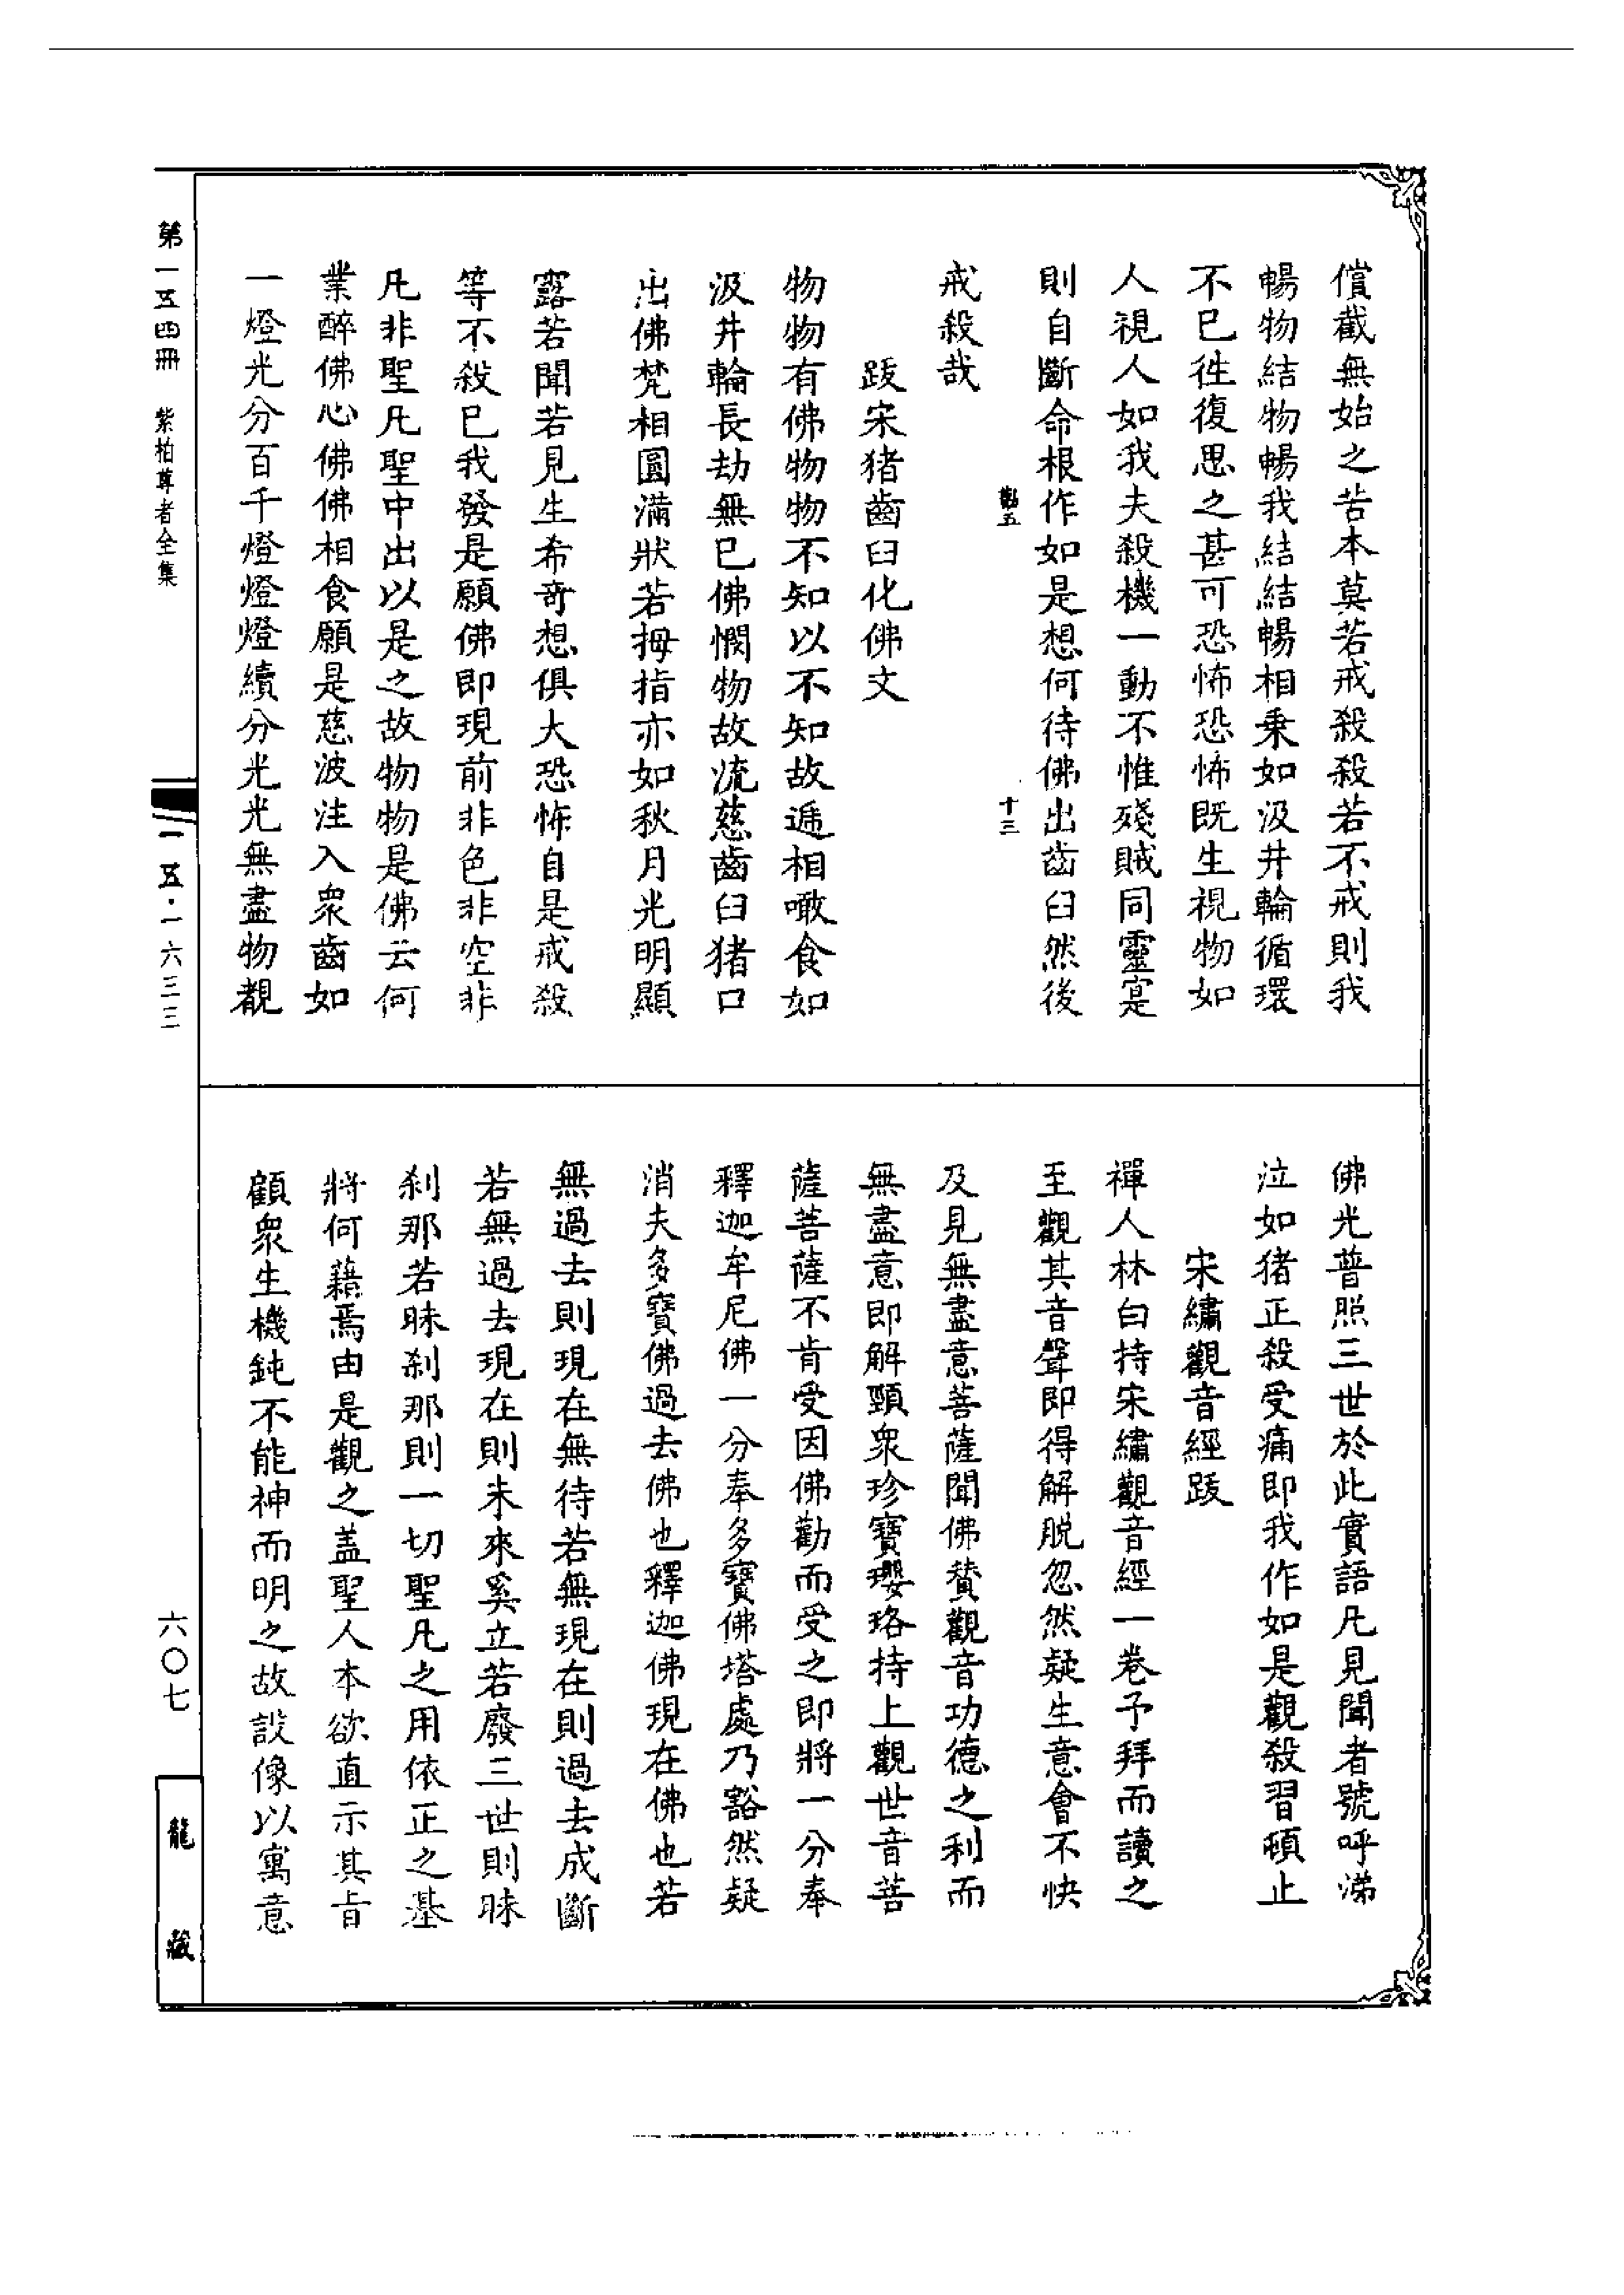 償截無始之苦本莫若戒殺殺若不戒則我
暢物結物暢我結結暢相乘如汲井輪循環
不已徃復思之甚可恐怖恐怖既生視物如
人視人如我夫殺機一動不惟殘賊同靈寔
則自斷命根作如是想何待佛出齒臼然後
勸五
十三
戒殺哉
跋宋猪齒臼化佛文
物物有佛物物不知以不知故遞相噉食如
汲井輪長劫無已佛憫物故流慈齒臼猪口
出佛梵相圓滿狀若拇指亦如秋月光明顯
露若聞若見生希奇想俱大恐怖自是戒殺
等不殺已我發是願佛即現前非色非空非
凡非聖凡聖中出以是之故物物是佛云何
業醉佛心佛佛相食願是慈波注入衆齒如
一燈光分百千燈燈燈續分光光無盡物覩
佛光普照三世於此實語凡見聞者號呼涕
泣如猪正殺受痛即我作如是觀殺習頓止
宋繡觀音經跋
禪人林白持宋繡觀音經一卷予拜而讀之
至觀其音聲即得解脱忽然疑生意會不快
及見無盡意菩薩聞佛賛觀音功德之利而
無盡意即解頸衆珍寶瓔珞持上觀世音菩
薩菩薩不肯受因佛勸而受之即將一分奉
釋迦牟尼佛一分奉多寶佛塔處乃豁然疑
消夫多寶佛過去佛也釋迦佛現在佛也若
無過去則現在無待若無現在則過去成斷
若無過去現在則未來奚立若廢三世則昧
刹那若昧刹那則一切聖凡之用依正之基
將何藉焉由是觀之盖聖人本欲直示其旨
顧衆生機鈍不能神而明之故設像以寓意
第一五四冊 紫柏尊者全集
一五·一六三三
六〇七
龍藏